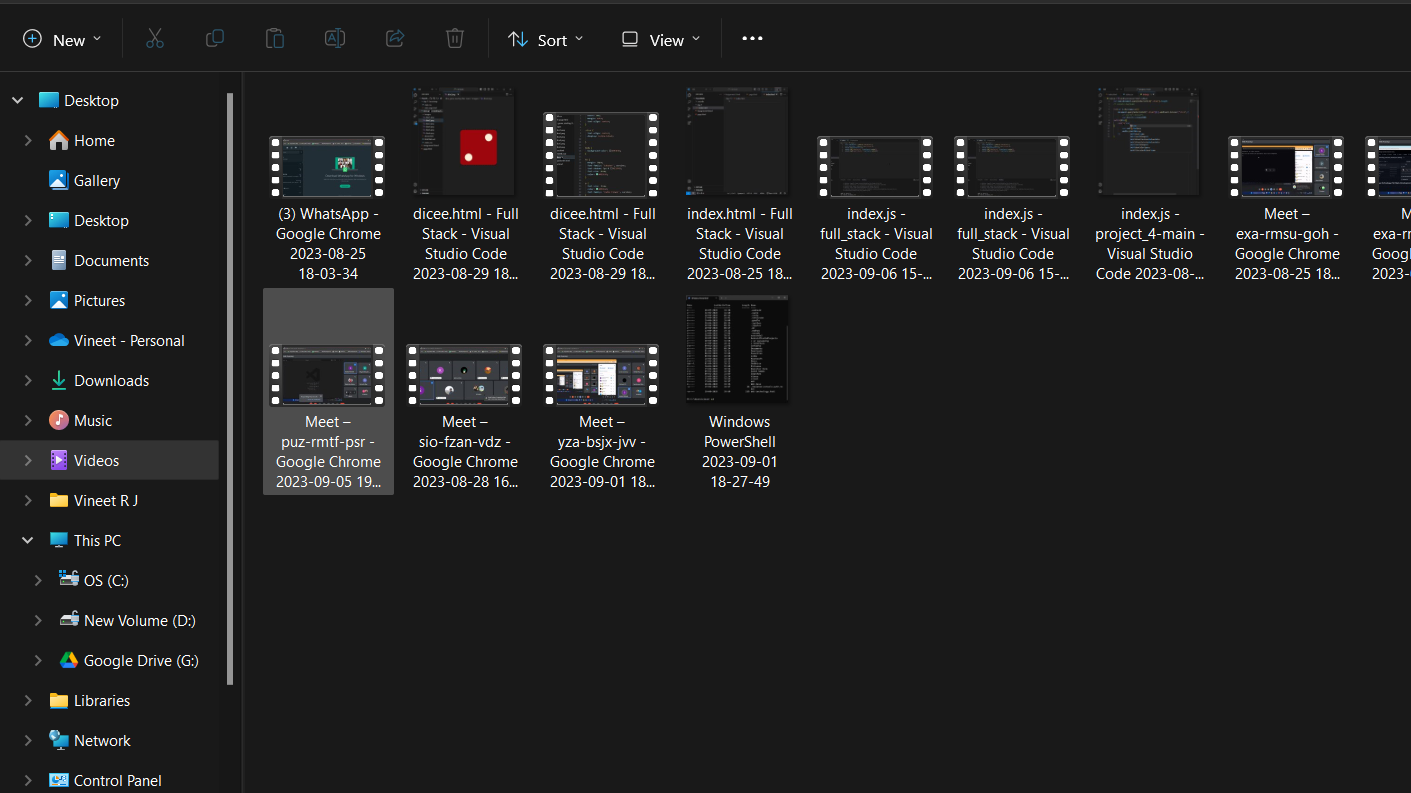 New
Sort
View
Desktop
Home
Gallery
Desktop
Documents
Pictures
Vineet - Personal
Downloads
Music
Videos
Vineet R J
This PC
OS (C:)
New Volume (D:)
Google Drive (G:)
Libraries
Network
Control Panel
(3) WhatsApp -
Google Chrome
2023-08-25
18-03-34
dicee.html - Full
Stack - Visual
Studio Code
2023-08-29 18...
dicee.html - Full
Stack - Visual
Studio Code
2023-08-29 18...
index.html - Full
Stack - Visual
Studio Code
2023-08-25 18...
index.js -
full_stack - Visual
Studio Code
2023-09-06 15-...
index.js -
full_stack - Visual
Studio Code
2023-09-06 15-...
index.js -
project_4-main -
Visual Studio
Code 2023-08-...
Meet –
exa-rmsu-goh -
Google Chrome
2023-08-25 18...
Meet –
puz-rmtf-psr -
Google Chrome
2023-09-05 19...
Meet –
sio-fzan-vdz -
Google Chrome
2023-08-28 16...
Meet –
yza-bsjx-jvv -
Google Chrome
2023-09-01 18...
Windows
PowerShell
2023-09-01
18-27-49